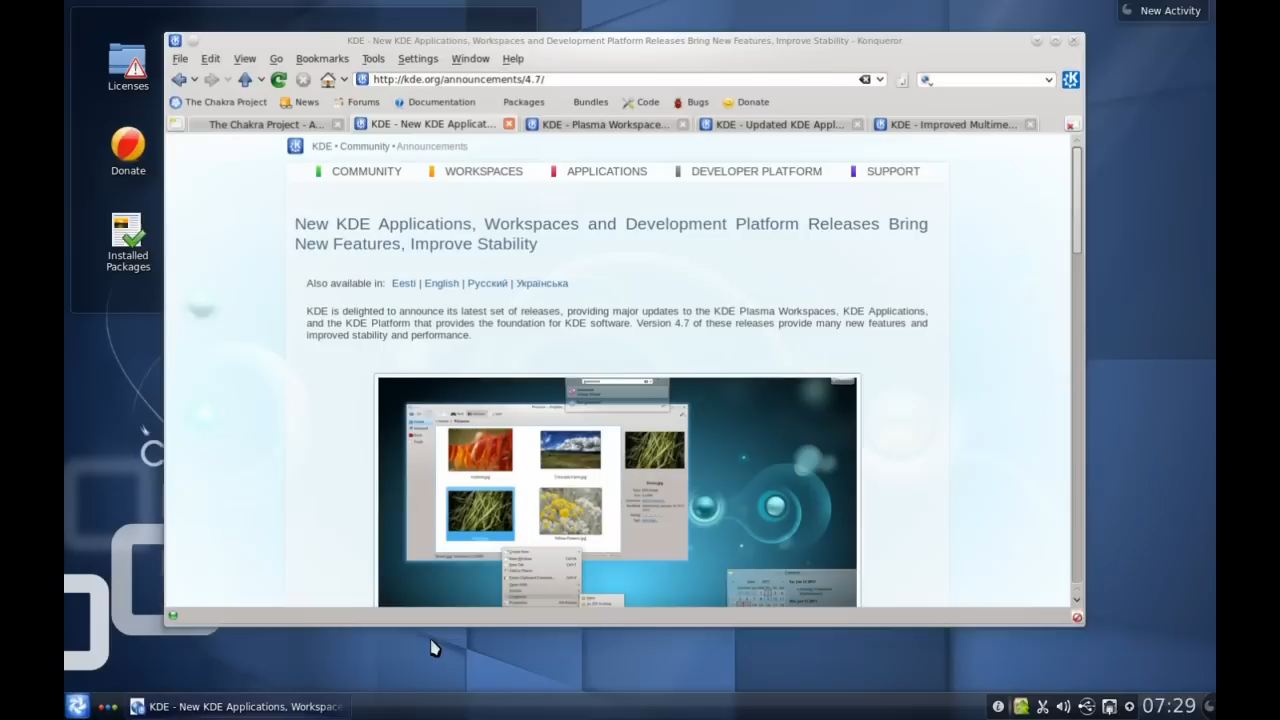 New Activity
Licenses
Donate
Installed
Packages
KDE - New KDE Applications, Workspaces and Development Platform Releases Bring New Features, Improve Stability - Konqueror
File Edit View Go Bookmarks Tools Settings Window Help
http://kde.org/announcements/4.7/
The Chakra Project News Forums Documentation Packages Bundles Code Bugs Donate
The Chakra Project - A... KDE - New KDE Applicat... KDE - Plasma Workspace... KDE - Updated KDE Appl... KDE - Improved Multime...
KDE • Community • Announcements
COMMUNITY WORKSPACES APPLICATIONS DEVELOPER PLATFORM SUPPORT
New KDE Applications, Workspaces and Development Platform Releases Bring
New Features, Improve Stability
Also available in: Eesti | English | Русский | Українська
KDE is delighted to announce its latest set of releases, providing major updates to the KDE Plasma Workspaces, KDE Applications,
and the KDE Platform that provides the foundation for KDE software. Version 4.7 of these releases provide many new features and
improved stability and performance.
KDE - New KDE Applications, Workspace
07:29